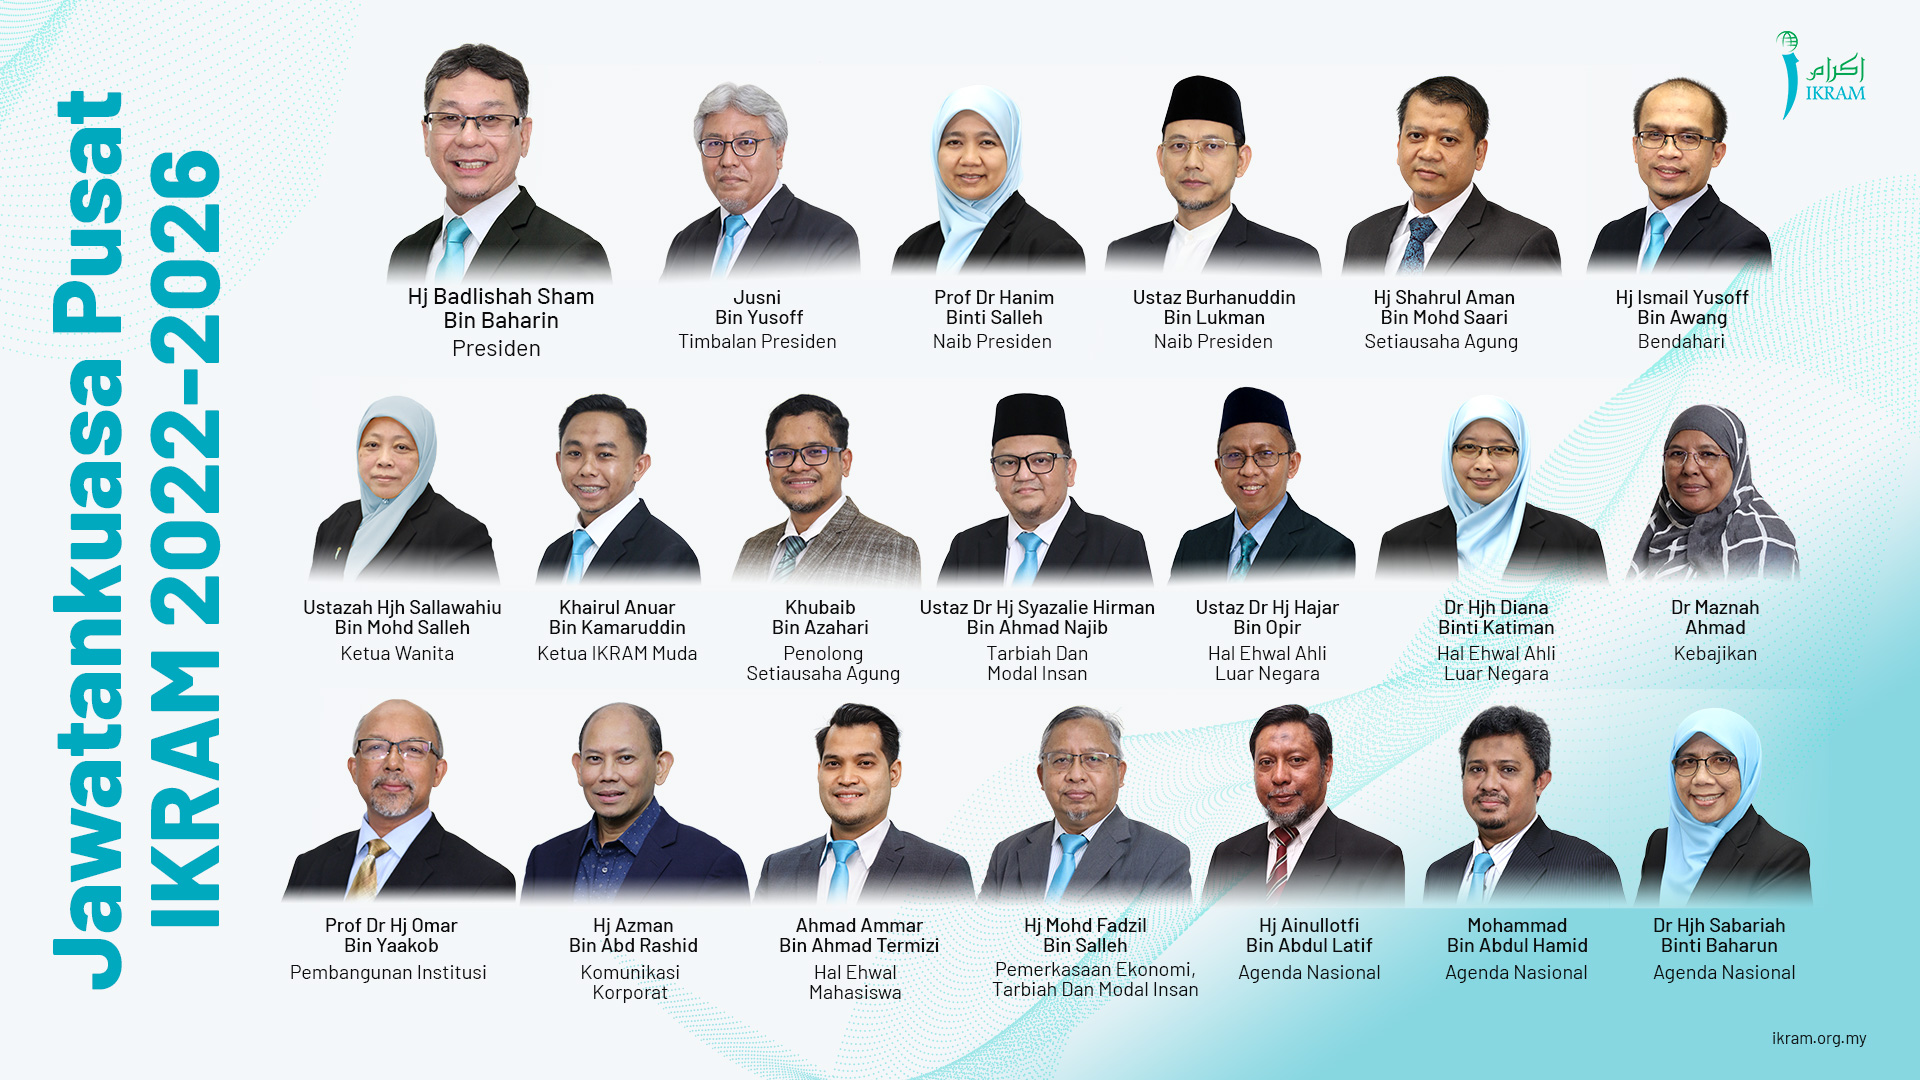 Jawatankuasa Pusat
IKRAM 2022-2026
اكرام
IKRAM
Hj Badlishah Sham
Bin Baharin
Presiden
Jusni
Bin Yusoff
Timbalan Presiden
Prof Dr Hanim
Binti Salleh
Naib Presiden
Ustaz Burhanuddin
Bin Lukman
Naib Presiden
Hj Shahrul Aman
Bin Mohd Saari
Setiausaha Agung
Hj Ismail Yusoff
Bin Awang
Bendahari
Ustazah Hjh Sallawahiu
Bin Mohd Salleh
Ketua Wanita
Khairul Anuar
Bin Kamaruddin
Ketua IKRAM Muda
Khubaib
Bin Azahari
Penolong
Setiausaha Agung
Ustaz Dr Hj Syazalie Hirman
Bin Ahmad Najib
Tarbiah Dan
Modal Insan
Ustaz Dr Hj Hajar
Bin Opir
Hal Ehwal Ahli
Luar Negara
Dr Hjh Diana
Binti Katiman
Hal Ehwal Ahli
Luar Negara
Dr Maznah
Ahmad
Kebajikan
Prof Dr Hj Omar
Bin Yaakob
Pembangunan Institusi
Hj Azman
Bin Abd Rashid
Komunikasi
Korporat
Ahmad Ammar
Bin Ahmad Termizi
Hal Ehwal
Mahasiswa
Hj Mohd Fadzil
Bin Salleh
Pemerkasaan Ekonomi,
Tarbiah Dan Modal Insan
Hj Ainullotfi
Bin Abdul Latif
Agenda Nasional
Mohammad
Bin Abdul Hamid
Agenda Nasional
Dr Hjh Sabariah
Binti Baharun
Agenda Nasional
ikram.org.my